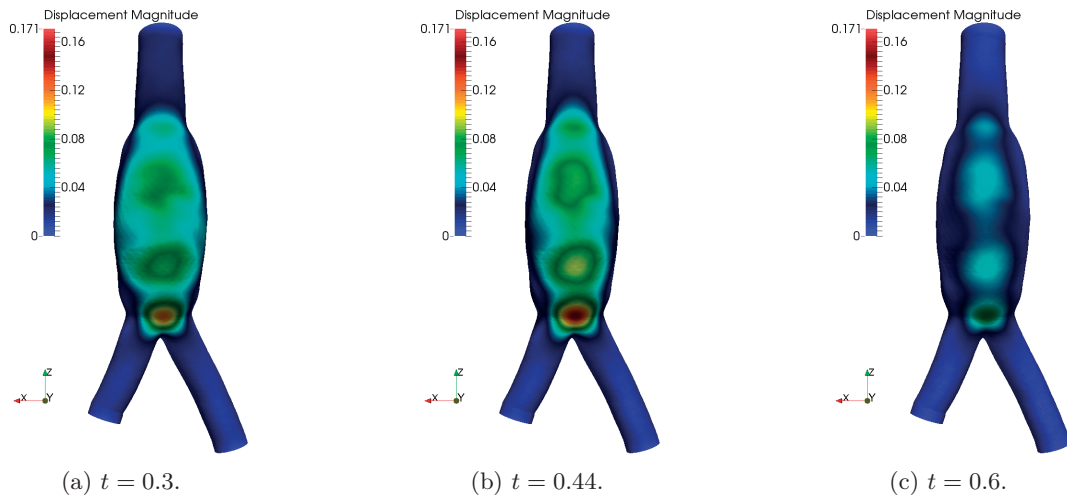 Displacement Magnitude
0.171
0.16
0.12
0.08
0.04
0
Z
X
Y
(a) t = 0.3.
Displacement Magnitude
0.171
0.16
0.12
0.08
0.04
0
Z
X
Y
(b) t = 0.44.
Displacement Magnitude
0.171
0.16
0.12
0.08
0.04
0
Z
X
Y
(c) t = 0.6.